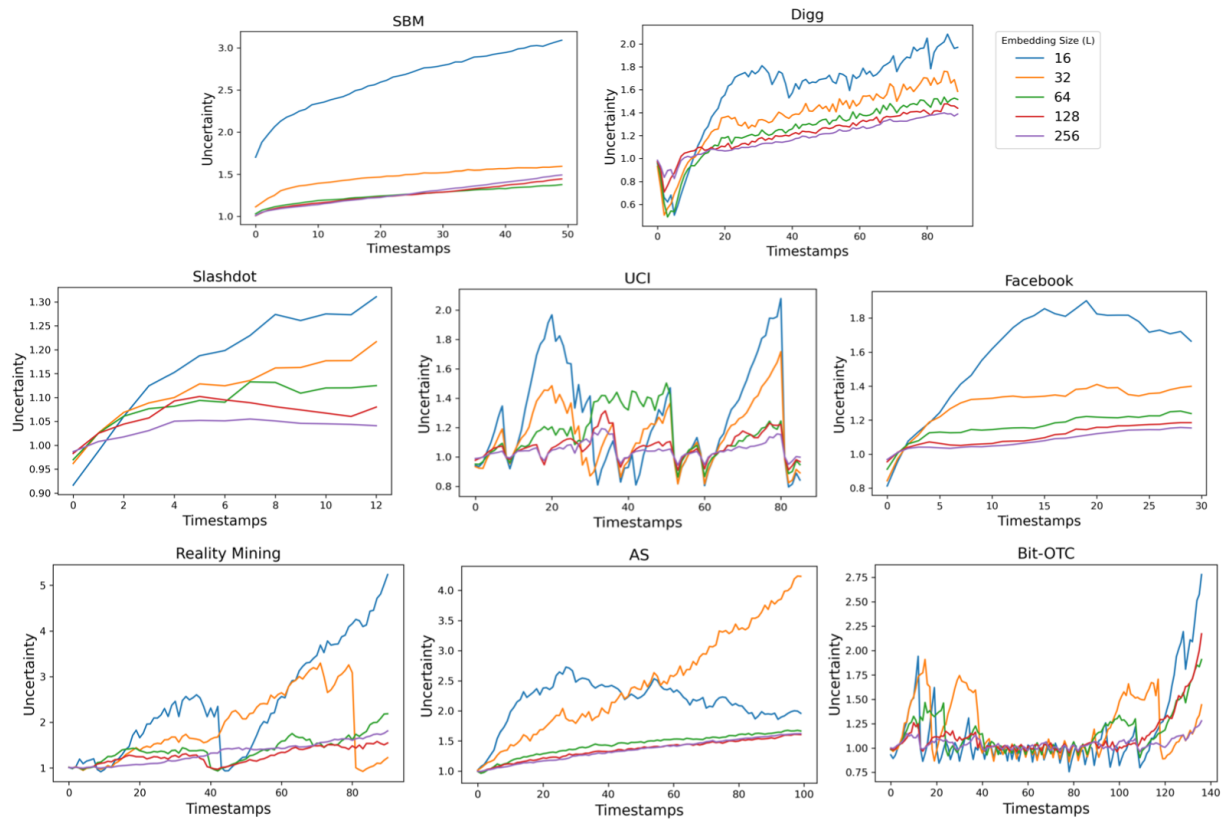 SBM
3.0
2.5
2.0
1.5
1.0
Uncertainty
0 10 20 30 40 50
Timestamps
Digg
2.0
1.8
1.6
1.4
1.2
1.0
0.8
0.6
Uncertainty
0 20 40 60 80
Timestamps
Embedding Size (L)
16
32
64
128
256
Slashdot
1.30
1.25
1.20
1.15
1.10
1.05
1.00
0.95
0.90
Uncertainty
0 2 4 6 8 10 12
Timestamps
UCI
2.0
1.8
1.6
1.4
1.2
1.0
0.8
Uncertainty
0 20 40 60 80
Timestamps
Facebook
1.8
1.6
1.4
1.2
1.0
0.8
Uncertainty
0 5 10 15 20 25 30
Timestamps
Reality Mining
5
4
3
2
1
Uncertainty
0 20 40 60 80
Timestamps
AS
4.0
3.5
3.0
2.5
2.0
1.5
1.0
Uncertainty
0 20 40 60 80 100
Timestamps
Bit-OTC
2.75
2.50
2.25
2.00
1.75
1.50
1.25
1.00
0.75
Uncertainty
0 20 40 60 80 100 120 140
Timestamps